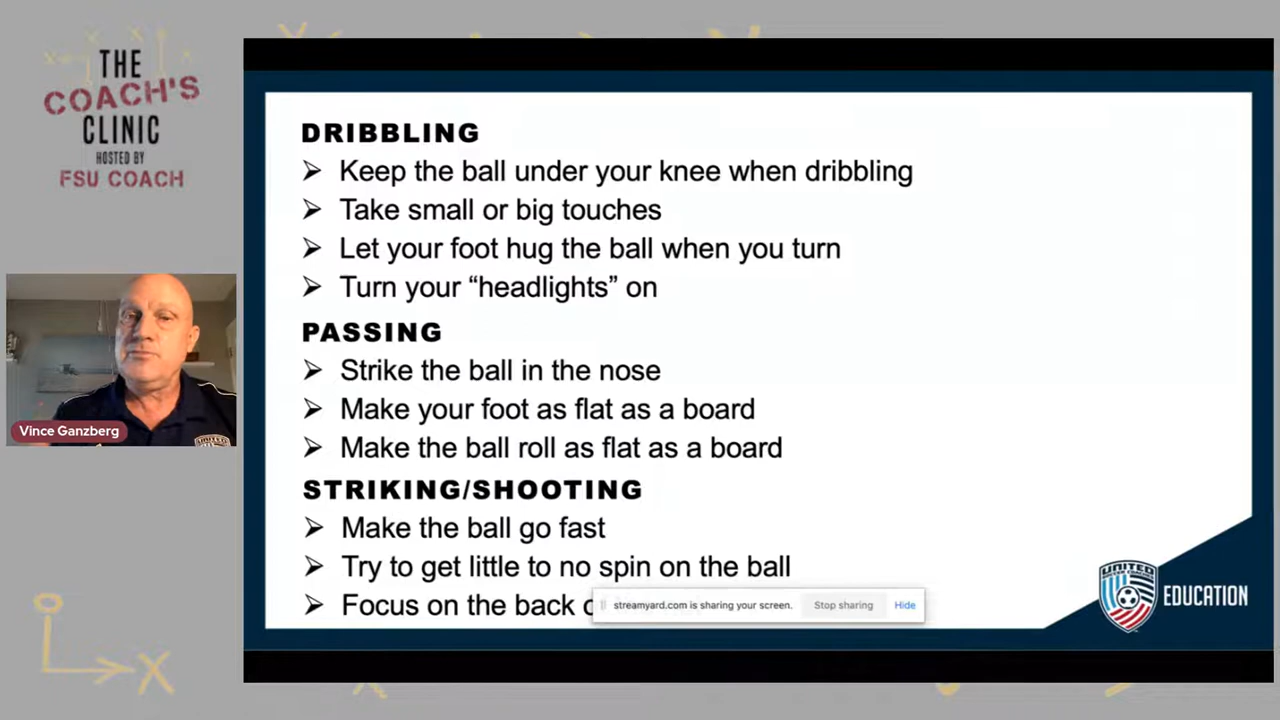 THE
COACH'S
CLINIC
HOSTED BY
FSU COACH
Vince Ganzberg
DRIBBLING
➢ Keep the ball under your knee when dribbling
➢ Take small or big touches
➢ Let your foot hug the ball when you turn
➢ Turn your “headlights” on
PASSING
➢ Strike the ball in the nose
➢ Make your foot as flat as a board
➢ Make the ball roll as flat as a board
STRIKING/SHOOTING
➢ Make the ball go fast
➢ Try to get little to no spin on the ball
➢ Focus on the back
streamyard.com is sharing your screen.
Stop sharing
Hide
UNITED
EDUCATION
X